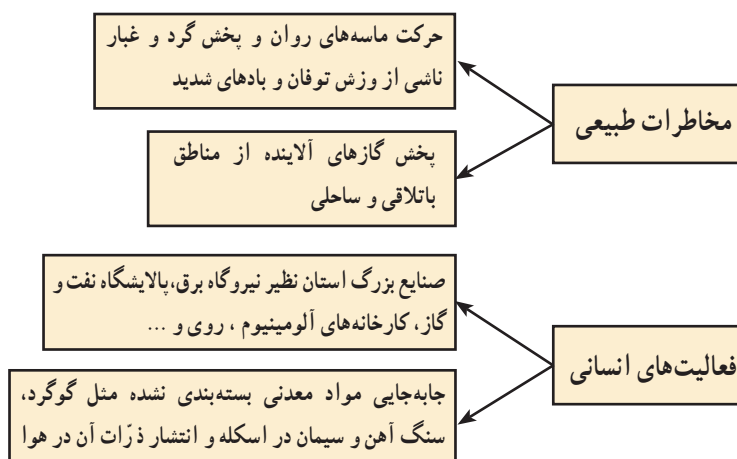 مخاطرات طبیعی
حرکت ماسه‌های روان و پخش گرد و غبار
ناشی از وزش توفان و بادهای شدید
پخش گازهای آلاینده از مناطق
باتلاقی و ساحلی
فعالیت‌های انسانی
صنایع بزرگ استان نظیر نیروگاه برق،پالایشگاه نفت و
گاز، کارخانه‌های آلومینیوم ، روی و ...
جابه‌جایی مواد معدنی بسته‌بندی نشده مثل گوگرد،
سنگ آهن و سیمان در اسکله و انتشار ذرّات آن در هوا